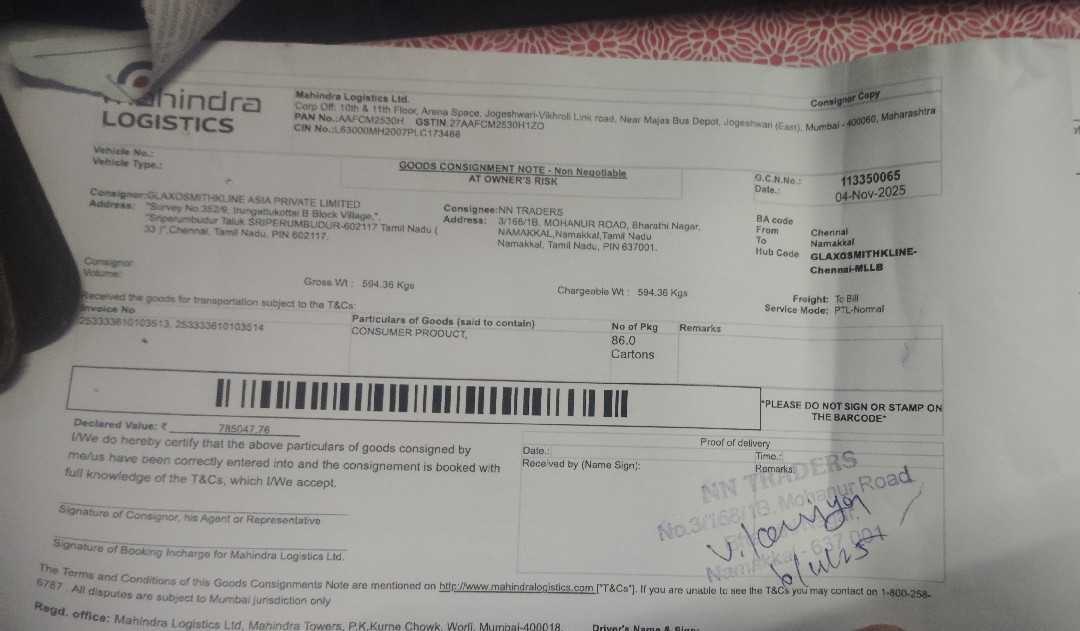 Mahindra
LOGISTICS
Mahindra Logistics Ltd.
Corp Off: 10th & 11th Floor, Arena Space, Jogeshwari-Vikhroli Link road, Near Majas Bus Depot, Jogeshwari (East), Mumbai - 400060, Maharashtra
PAN No.:AAFCM2530H GSTIN:27AAFCM2530H1ZO
CIN No.:L63000MH2007PLC173466
Consignor Copy
Vehicle No.:
Vehicle Type.:
GOODS CONSIGNMENT NOTE - Non Negotiable
AT OWNER'S RISK
G.C.N.No.: 113350065
Date.: 04-Nov-2025
Consignor:GLAXOSMITHKLINE ASIA PRIVATE LIMITED
Address: "Survey No.352/9, Irungattukottai B Block Village,",
"Sriperumbudur Taluk SRIPERUMBUDUR-602117 Tamil Nadu (
33 )",Chennai, Tamil Nadu, PIN 602117.
Consignee:NN TRADERS
Address: 3/168/1B, MOHANUR ROAD, Bharathi Nagar,
NAMAKKAL,Namakkal,Tamil Nadu
Namakkal, Tamil Nadu, PIN 637001.
BA code
From Chennai
To Namakkal
Hub Code GLAXOSMITHKLINE-
Chennai-MLLB
Consignor
Volume:
Gross Wt : 594.36 Kgs
Chargeable Wt : 594.36 Kgs
Freight: To Bill
Service Mode: PTL-Normal
Received the goods for transportation subject to the T&Cs:
Invoice No
Particulars of Goods (said to contain)
No of Pkg
Remarks
253333610103513, 253333610103514
CONSUMER PRODUCT,
86.0
Cartons
*PLEASE DO NOT SIGN OR STAMP ON
THE BARCODE*
Declared Value: ₹ 785047.76
I/We do hereby certify that the above particulars of goods consigned by
me/us have been correctly entered into and the consignement is booked with
full knowledge of the T&Cs, which I/We accept.
Signature of Consignor, his Agent or Representative
Signature of Booking Incharge for Mahindra Logistics Ltd.
Proof of delivery
Date.:
Time.:
Received by (Name Sign):
Remarks:
NN TRADERS
No.3/168/1B, Mohanur Road
Namakkal - 637 001
The Terms and Conditions of this Goods Consignments Note are mentioned on http://www.mahindralogistics.com ["T&Cs"]. If you are unable to see the T&Cs you may contact on 1-800-258-
6787 . All disputes are subject to Mumbai jurisdiction only
Regd. office: Mahindra Logistics Ltd, Mahindra Towers, P.K.Kurne Chowk, Worli, Mumbai-400018.
Driver's Name & Sign: